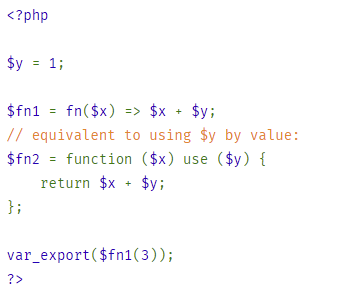 <?php
$y = 1;
$fn1 = fn($x) => $x + $y;
// equivalent to using $y by value:
$fn2 = function ($x) use ($y) {
    return $x + $y;
};
var_export($fn1(3));
?>